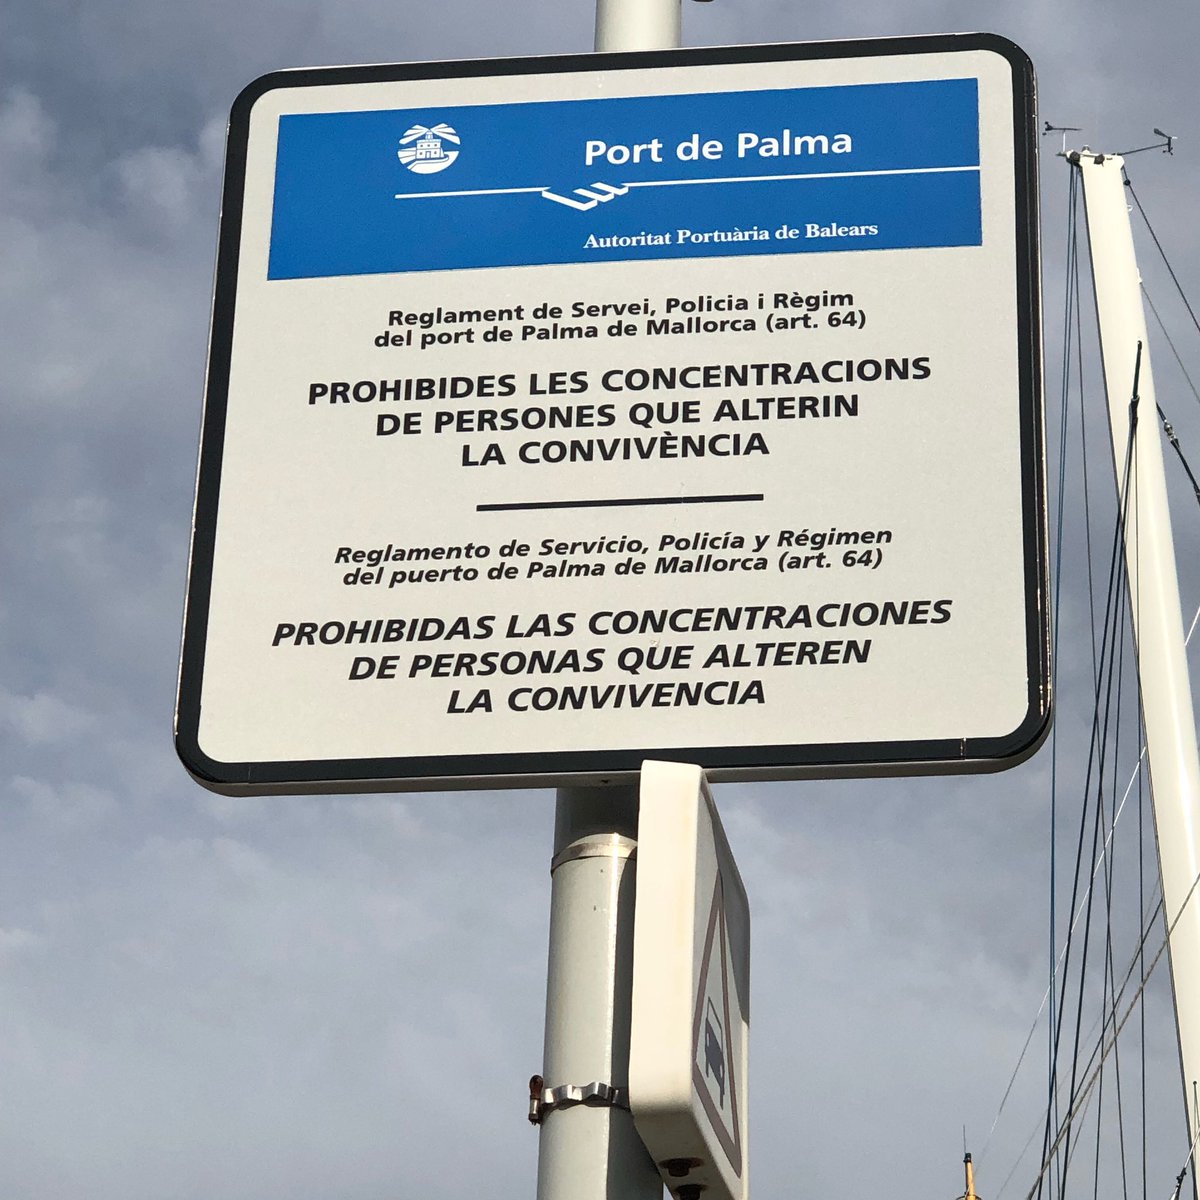 Port de Palma
Autoritat Portuària de Balears
Reglament de Servei, Policia i Règim
del port de Palma de Mallorca (art. 64)
PROHIBIDES LES CONCENTRACIONS
DE PERSONES QUE ALTERIN
LA CONVIVÈNCIA
Reglamento de Servicio, Policía y Régimen
del puerto de Palma de Mallorca (art. 64)
PROHIBIDAS LAS CONCENTRACIONES
DE PERSONAS QUE ALTEREN
LA CONVIVENCIA